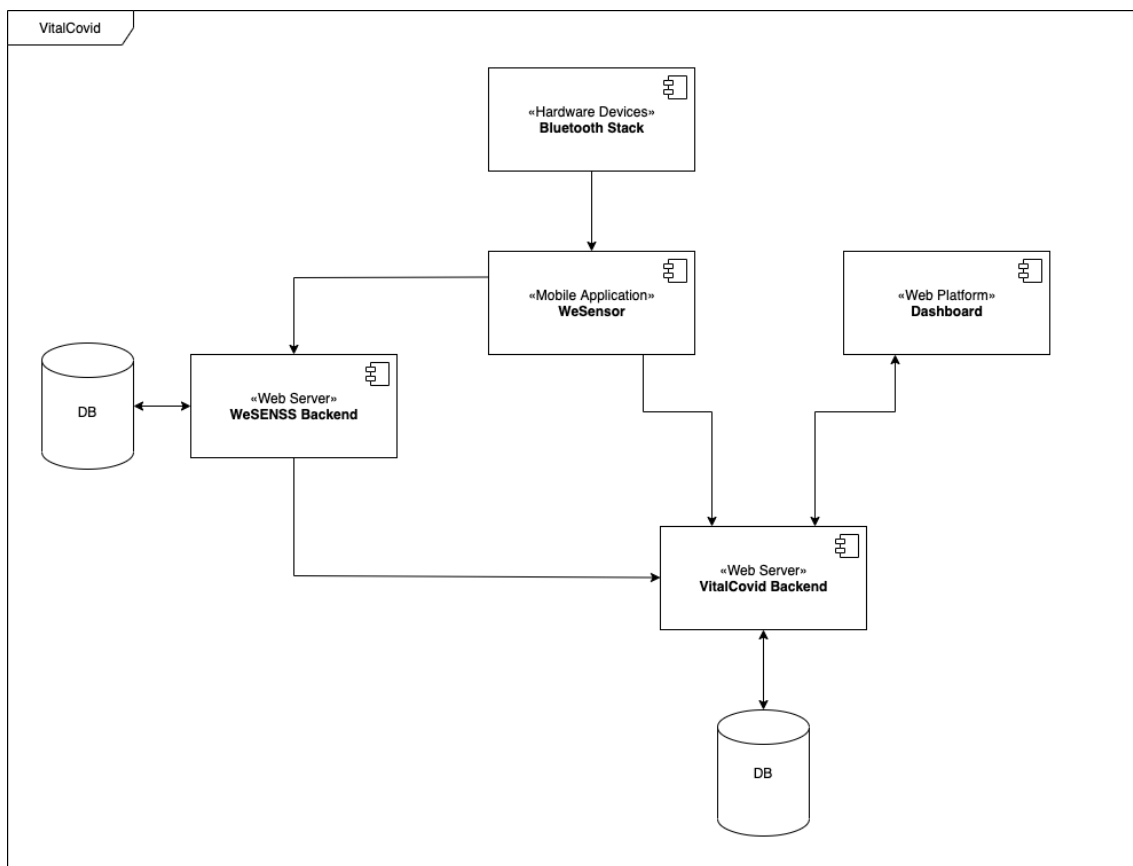 VitalCovid
«Hardware Devices»
Bluetooth Stack
«Mobile Application»
WeSensor
«Web Platform»
Dashboard
DB
«Web Server»
WeSENSS Backend
«Web Server»
VitalCovid Backend
DB